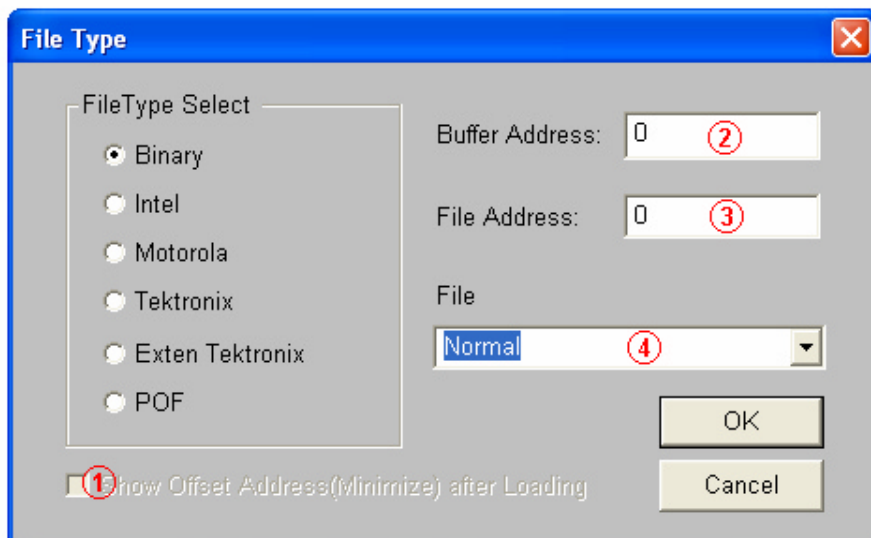 File Type
FileType Select
Binary
Intel
Motorola
Tektronix
Exten Tektronix
POF
Buffer Address: 0 ②
File Address: 0 ③
File
Normal ④
OK
Cancel
① Show Offset Address(Minimize) after Loading